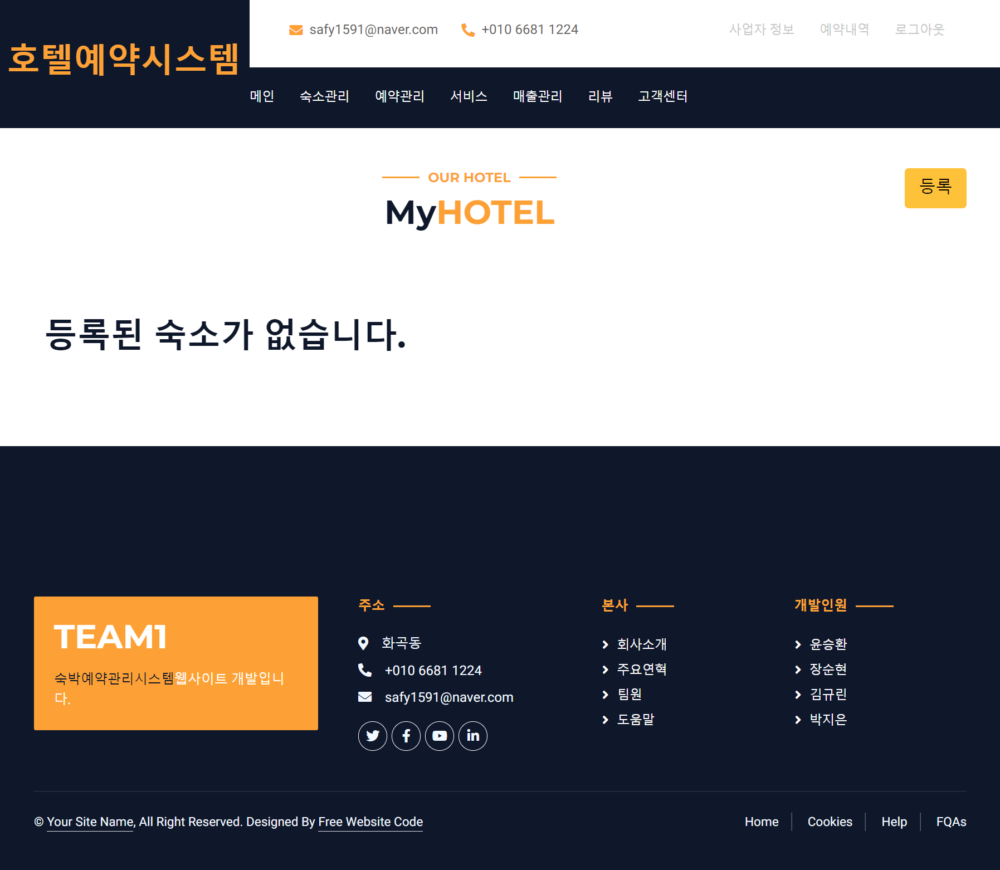 호텔예약시스템
safy1591@naver.com +010 6681 1224
사업자 정보 예약내역 로그아웃
메인 숙소관리 예약관리 서비스 매출관리 리뷰 고객센터
OUR HOTEL
등록
MyHOTEL
등록된 숙소가 없습니다.
TEAM1
숙박예약관리시스템웹사이트 개발입니
다.
주소
화곡동
+010 6681 1224
safy1591@naver.com
본사
회사소개
주요연혁
팀원
도움말
개발인원
윤승환
장순현
김규린
박지은
© Your Site Name, All Right Reserved. Designed By Free Website Code
Home Cookies Help FQAs